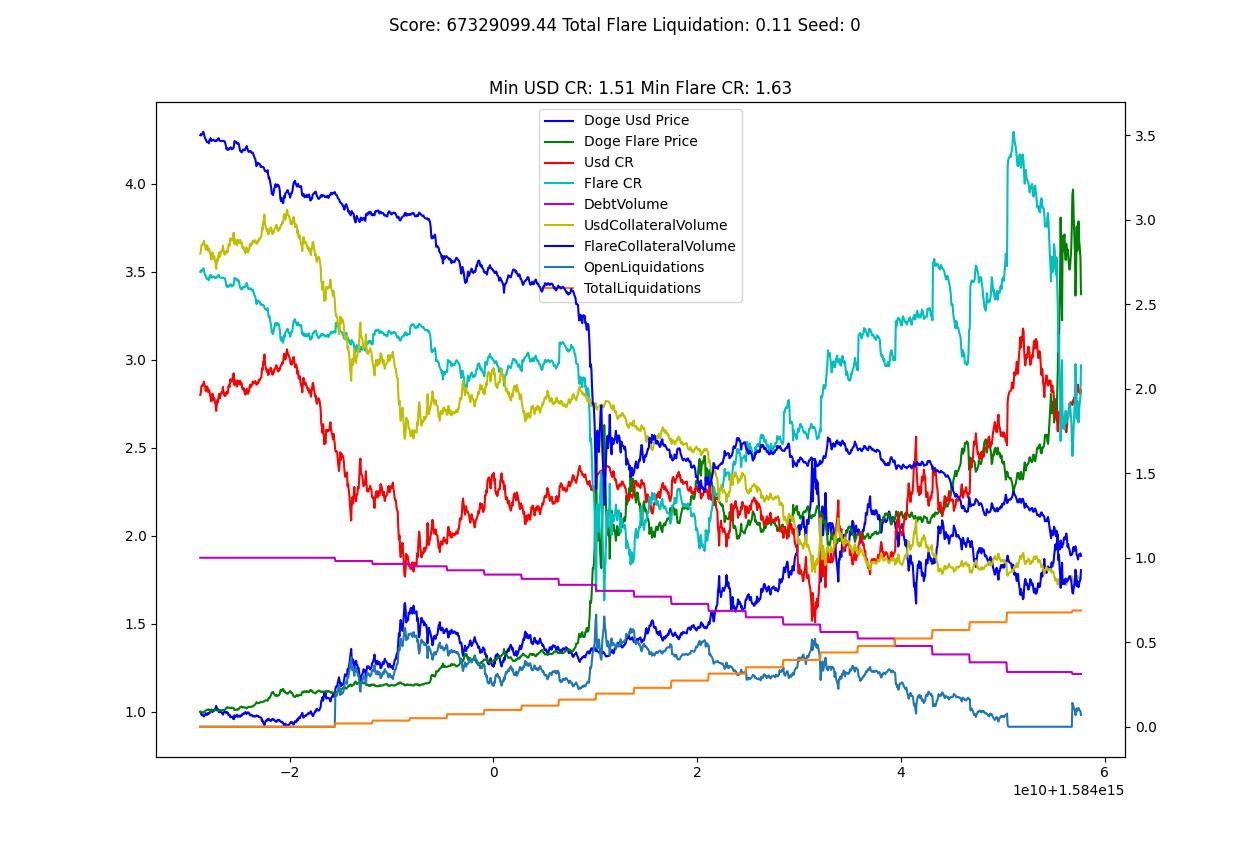 Score: 67329099.44 Total Flare Liquidation: 0.11 Seed: 0
Min USD CR: 1.51 Min Flare CR: 1.63
Doge Usd Price
Doge Flare Price
Usd CR
Flare CR
DebtVolume
UsdCollateralVolume
FlareCollateralVolume
OpenLiquidations
TotalLiquidations
4.0
3.5
3.0
2.5
2.0
1.5
1.0
3.5
3.0
2.5
2.0
1.5
1.0
0.5
0.0
−2
0
2
4
6
1e10+1.584e15